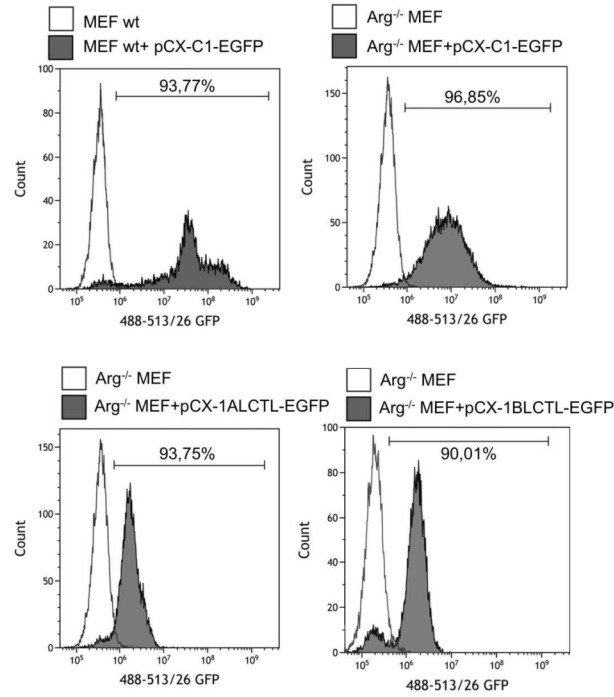 MEF wt
MEF wt+ pCX-C1-EGFP
100
80
60
40
20
0
Count
93,77%
10⁵ 10⁶ 10⁷ 10⁸ 10⁹
488-513/26 GFP
Arg⁻/⁻ MEF
Arg⁻/⁻ MEF+pCX-C1-EGFP
150
100
50
0
Count
96,85%
10⁵ 10⁶ 10⁷ 10⁸ 10⁹
488-513/26 GFP
Arg⁻/⁻ MEF
Arg⁻/⁻ MEF+pCX-1ALCTL-EGFP
150
100
50
0
Count
93,75%
10⁵ 10⁶ 10⁷ 10⁸ 10⁹
488-513/26 GFP
Arg⁻/⁻ MEF
Arg⁻/⁻ MEF+pCX-1BLCTL-EGFP
100
80
60
40
20
0
Count
90,01%
10⁵ 10⁶ 10⁷ 10⁸ 10⁹
488-513/26 GFP